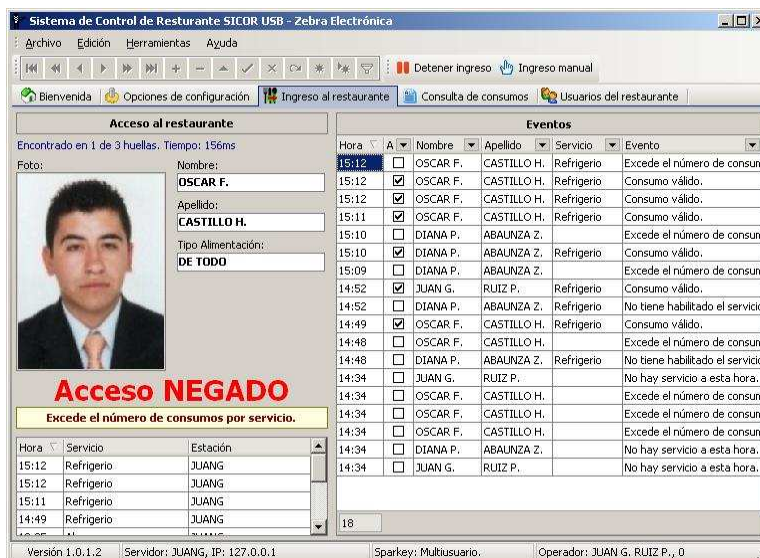 Sistema de Control de Resturante SICOR USB - Zebra Electrónica
Archivo Edición Herramientas Ayuda
Detener ingreso Ingreso manual
Bienvenida Opciones de configuración Ingreso al restaurante Consulta de consumos Usuarios del restaurante
Acceso al restaurante
Encontrado en 1 de 3 huellas. Tiempo: 156ms
Foto:
Nombre:
OSCAR F.
Apellido:
CASTILLO H.
Tipo Alimentación:
DE TODO
Acceso NEGADO
Excede el número de consumos por servicio.
Hora Servicio Estación
15:12 Refrigerio JUANG
15:12 Refrigerio JUANG
15:11 Refrigerio JUANG
14:49 Refrigerio JUANG
Eventos
Hora A Nombre Apellido Servicio Evento
15:12 OSCAR F. CASTILLO H. Refrigerio Excede el número de consum
15:12 OSCAR F. CASTILLO H. Refrigerio Consumo válido.
15:12 OSCAR F. CASTILLO H. Refrigerio Consumo válido.
15:11 OSCAR F. CASTILLO H. Refrigerio Consumo válido.
15:10 DIANA P. ABAUNZA Z. Excede el número de consum
15:10 DIANA P. ABAUNZA Z. Refrigerio Consumo válido.
15:09 DIANA P. ABAUNZA Z. Excede el número de consum
14:52 JUAN G. RUIZ P. Refrigerio Consumo válido.
14:52 DIANA P. ABAUNZA Z. Refrigerio No tiene habilitado el servicio
14:49 OSCAR F. CASTILLO H. Refrigerio Consumo válido.
14:48 OSCAR F. CASTILLO H. Excede el número de consum
14:48 DIANA P. ABAUNZA Z. Refrigerio No tiene habilitado el servicio
14:34 JUAN G. RUIZ P. No hay servicio a esta hora.
14:34 OSCAR F. CASTILLO H. Excede el número de consum
14:34 OSCAR F. CASTILLO H. Excede el número de consum
14:34 OSCAR F. CASTILLO H. Excede el número de consum
14:34 DIANA P. ABAUNZA Z. No hay servicio a esta hora.
14:34 JUAN G. RUIZ P. No hay servicio a esta hora.
18
Versión 1.0.1.2 Servidor: JUANG, IP: 127.0.0.1 Sparkey: Multiusuario. Operador: JUAN G. RUIZ P., 0